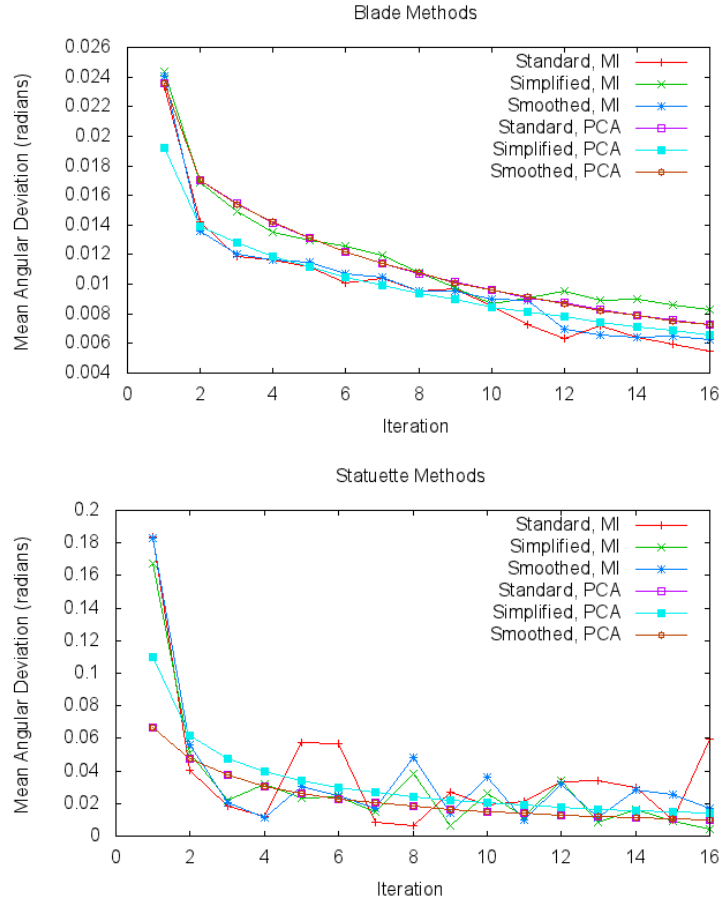 Blade Methods
0.026
0.024
0.022
0.02
0.018
0.016
0.014
0.012
0.01
0.008
0.006
0.004
Mean Angular Deviation (radians)
Standard, MI
Simplified, MI
Smoothed, MI
Standard, PCA
Simplified, PCA
Smoothed, PCA
0 2 4 6 8 10 12 14 16
Iteration
Statuette Methods
0.2
0.18
0.16
0.14
0.12
0.1
0.08
0.06
0.04
0.02
0
Mean Angular Deviation (radians)
Standard, MI
Simplified, MI
Smoothed, MI
Standard, PCA
Simplified, PCA
Smoothed, PCA
0 2 4 6 8 10 12 14 16
Iteration